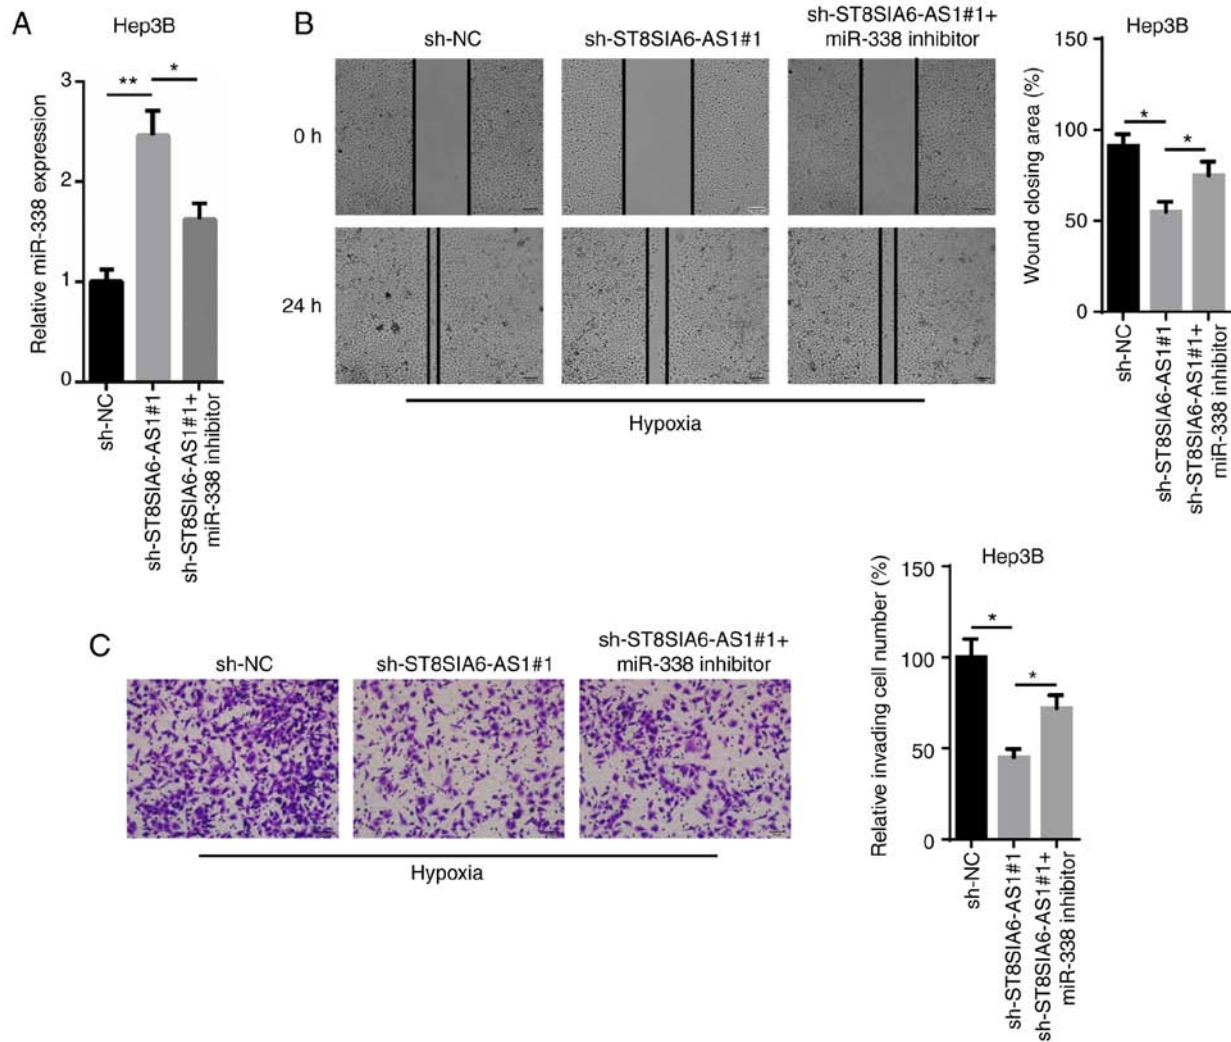 A
Hep3B
**
*
3
2
1
0
Relative miR-338 expression
sh-NC
sh-ST8SIA6-AS1#1
sh-ST8SIA6-AS1#1+
miR-338 inhibitor
B
sh-NC
sh-ST8SIA6-AS1#1
sh-ST8SIA6-AS1#1+
miR-338 inhibitor
0 h
24 h
Hypoxia
Hep3B
150
100
50
0
*
*
Wound closing area (%)
sh-NC
sh-ST8SIA6-AS1#1
sh-ST8SIA6-AS1#1+
miR-338 inhibitor
C
sh-NC
sh-ST8SIA6-AS1#1
sh-ST8SIA6-AS1#1+
miR-338 inhibitor
Hypoxia
Hep3B
150
100
50
0
*
*
Relative invading cell number (%)
sh-NC
sh-ST8SIA6-AS1#1
sh-ST8SIA6-AS1#1+
miR-338 inhibitor